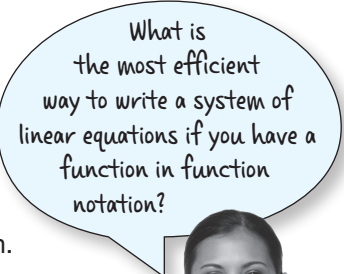 What is
the most efficient
way to write a system of
linear equations if you have a
function in function
notation?